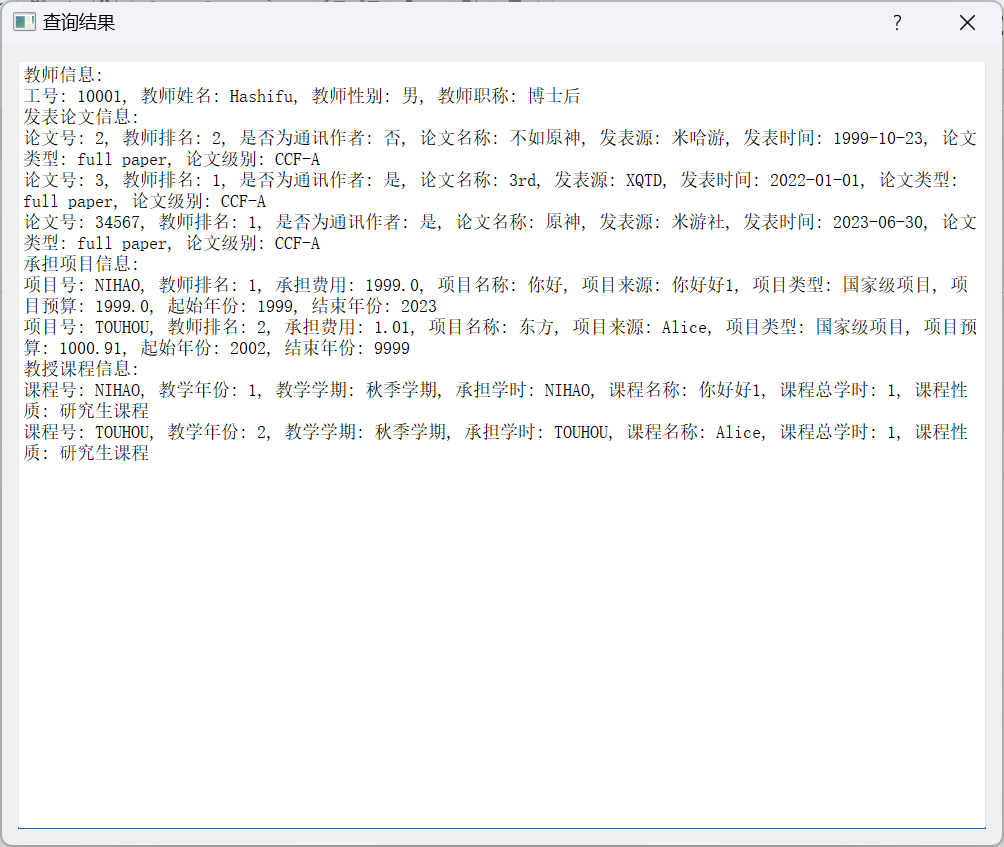 查询结果
?
教师信息:
工号: 10001, 教师姓名: Hashifu, 教师性别: 男, 教师职称: 博士后
发表论文信息:
论文号: 2, 教师排名: 2, 是否为通讯作者: 否, 论文名称: 不如原神, 发表源: 米哈游, 发表时间: 1999-10-23, 论文
类型: full paper, 论文级别: CCF-A
论文号: 3, 教师排名: 1, 是否为通讯作者: 是, 论文名称: 3rd, 发表源: XQTD, 发表时间: 2022-01-01, 论文类型:
full paper, 论文级别: CCF-A
论文号: 34567, 教师排名: 1, 是否为通讯作者: 是, 论文名称: 原神, 发表源: 米游社, 发表时间: 2023-06-30, 论文
类型: full paper, 论文级别: CCF-A
承担项目信息:
项目号: NIHAO, 教师排名: 1, 承担费用: 1999.0, 项目名称: 你好, 项目来源: 你好好1, 项目类型: 国家级项目, 项
目预算: 1999.0, 起始年份: 1999, 结束年份: 2023
项目号: TOUHOU, 教师排名: 2, 承担费用: 1.01, 项目名称: 东方, 项目来源: Alice, 项目类型: 国家级项目, 项目预
算: 1000.91, 起始年份: 2002, 结束年份: 9999
教授课程信息:
课程号: NIHAO, 教学年份: 1, 教学学期: 秋季学期, 承担学时: NIHAO, 课程名称: 你好好1, 课程总学时: 1, 课程性
质: 研究生课程
课程号: TOUHOU, 教学年份: 2, 教学学期: 秋季学期, 承担学时: TOUHOU, 课程名称: Alice, 课程总学时: 1, 课程性
质: 研究生课程